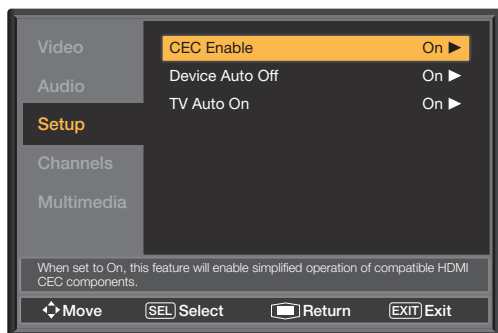 Video
Audio
Setup
Channels
Multimedia
CEC Enable On
Device Auto Off On
TV Auto On On
When set to On, this feature will enable simplified operation of compatible HDMI
CEC components.
Move SEL Select Return EXIT Exit